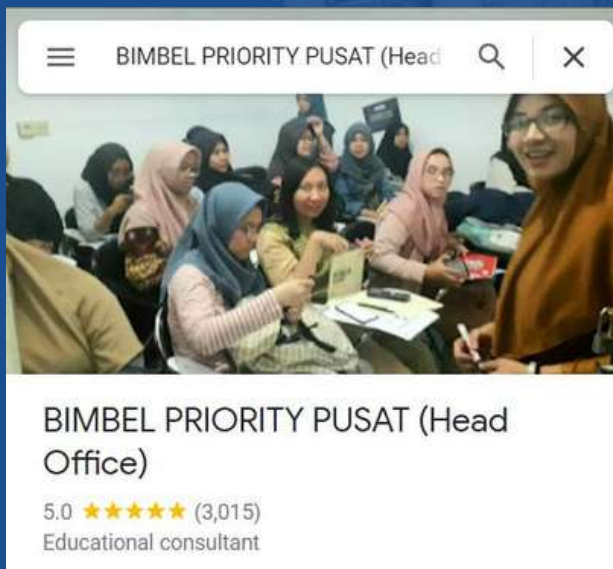 BIMBEL PRIORITY PUSAT (Head
BIMBEL PRIORITY PUSAT (Head
Office)
5.0 ★★★★★ (3,015)
Educational consultant